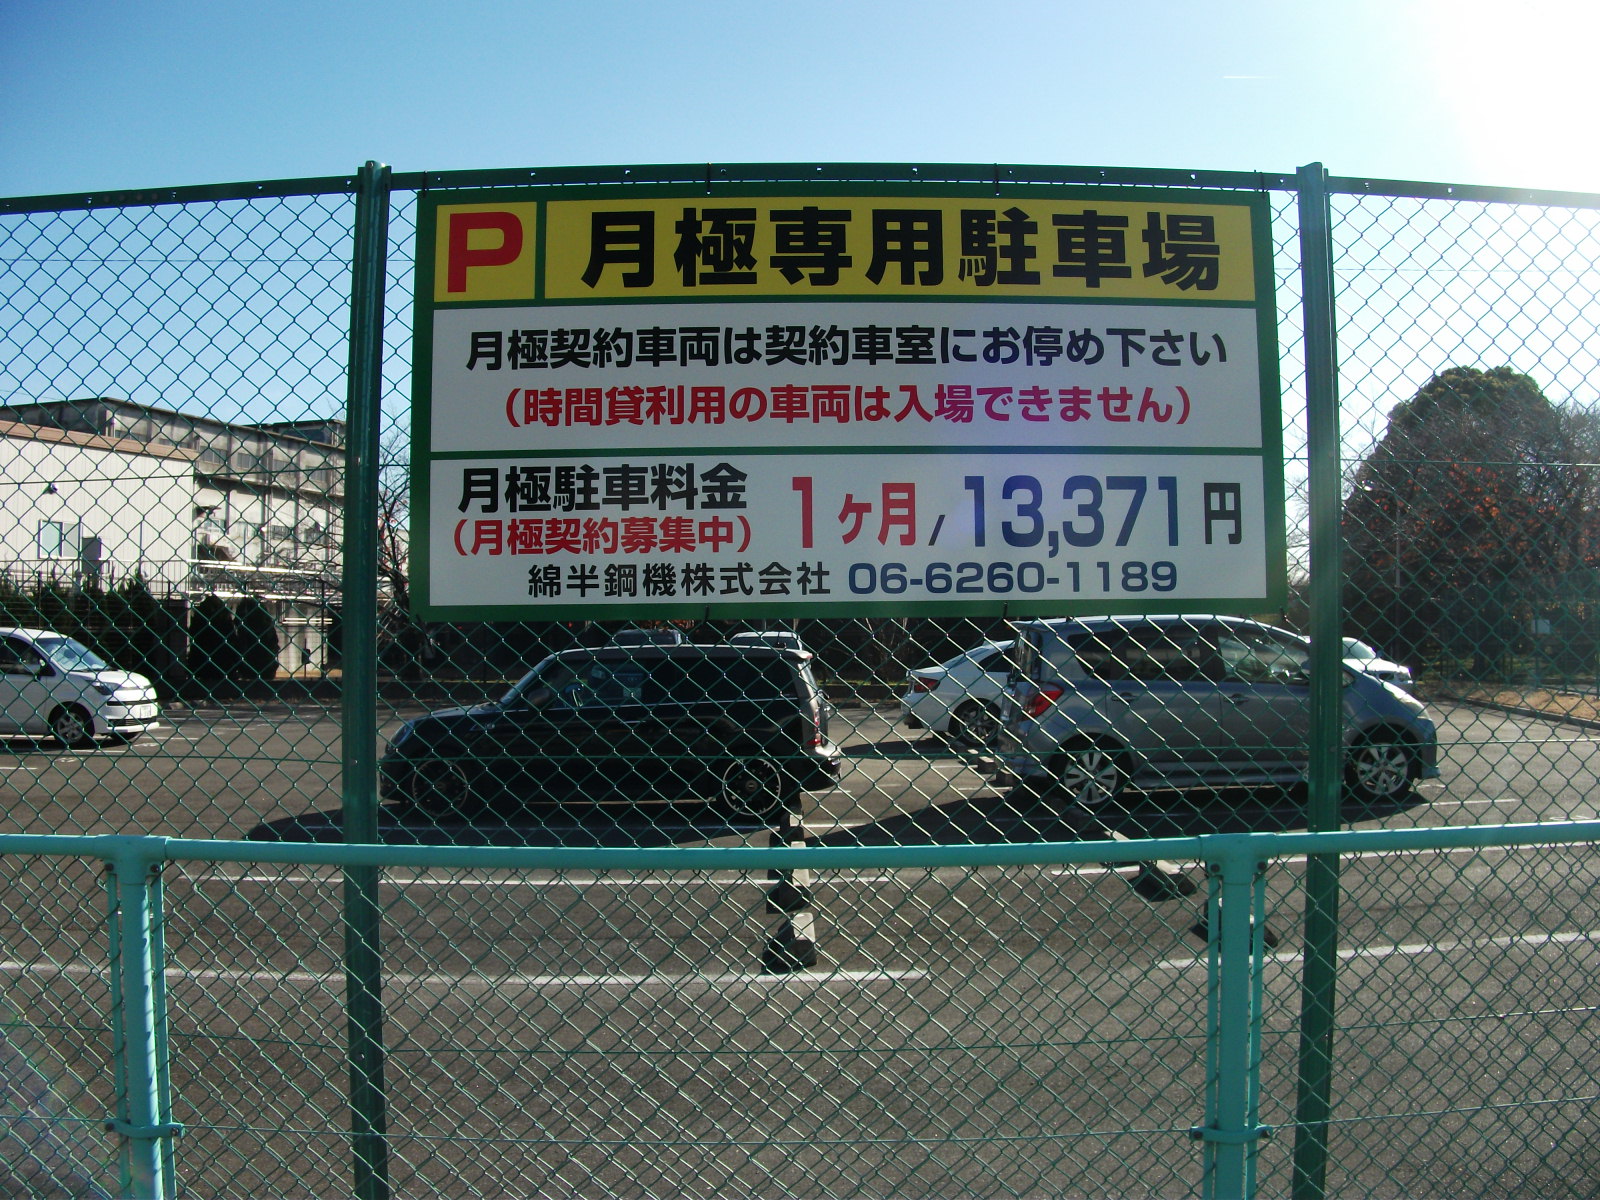 P 月極専用駐車場
月極契約車両は契約車室にお停め下さい
（時間貸利用の車両は入場できません）
月極駐車料金 1ヶ月/13,371円
（月極契約募集中）
綿半鋼機株式会社 06-6260-1189